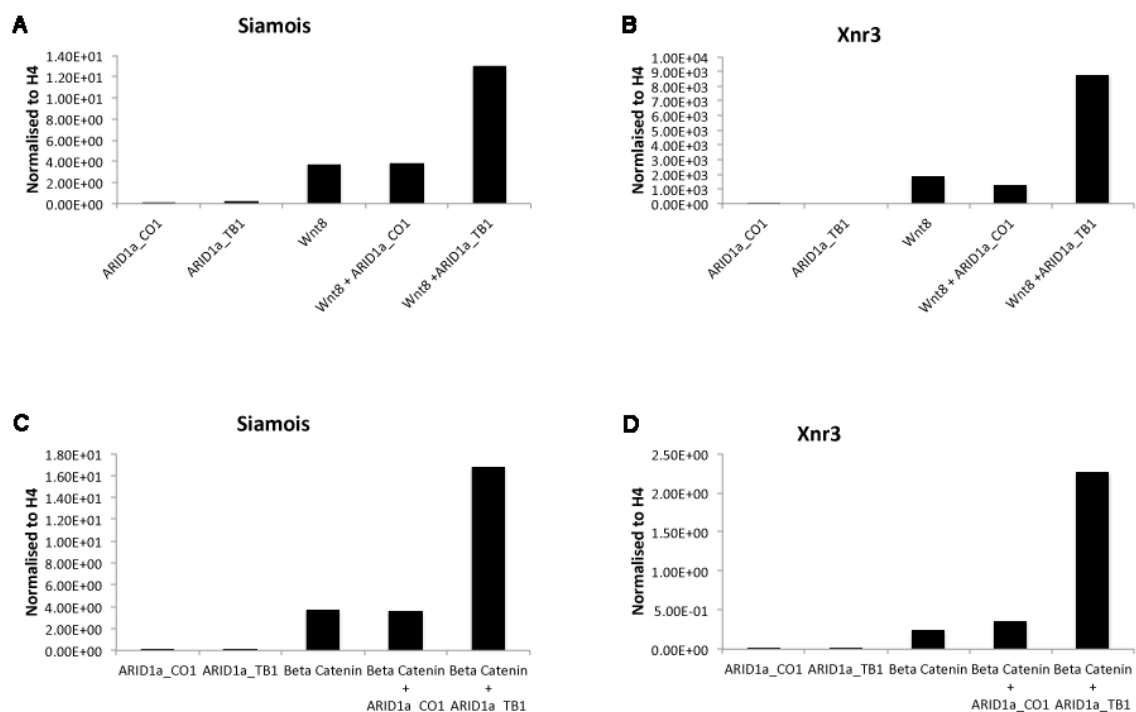 A
Siamois
Normalised to H4
1.40E+01
1.20E+01
1.00E+01
8.00E+00
6.00E+00
4.00E+00
2.00E+00
0.00E+00
ARID1a_CO1
ARID1a_TB1
Wnt8
Wnt8 + ARID1a_CO1
Wnt8 +ARID1a_TB1
B
Xnr3
Normlaised to H4
1.00E+04
9.00E+03
8.00E+03
7.00E+03
6.00E+03
5.00E+03
4.00E+03
3.00E+03
2.00E+03
1.00E+03
0.00E+00
ARID1a_CO1
ARID1a_TB1
Wnt8
Wnt8 + ARID1a_CO1
Wnt8 +ARID1a_TB1
C
Siamois
Normalised to H4
1.80E+01
1.60E+01
1.40E+01
1.20E+01
1.00E+01
8.00E+00
6.00E+00
4.00E+00
2.00E+00
0.00E+00
ARID1a_CO1 ARID1a_TB1 Beta Catenin Beta Catenin Beta Catenin
+ +
ARID1a_CO1 ARID1a_TB1
D
Xnr3
Normalised to H4
2.50E+00
2.00E+00
1.50E+00
1.00E+00
5.00E-01
0.00E+00
ARID1a_CO1 ARID1a_TB1 Beta Catenin Beta Catenin Beta Catenin
+ +
ARID1a_CO1 ARID1a_TB1